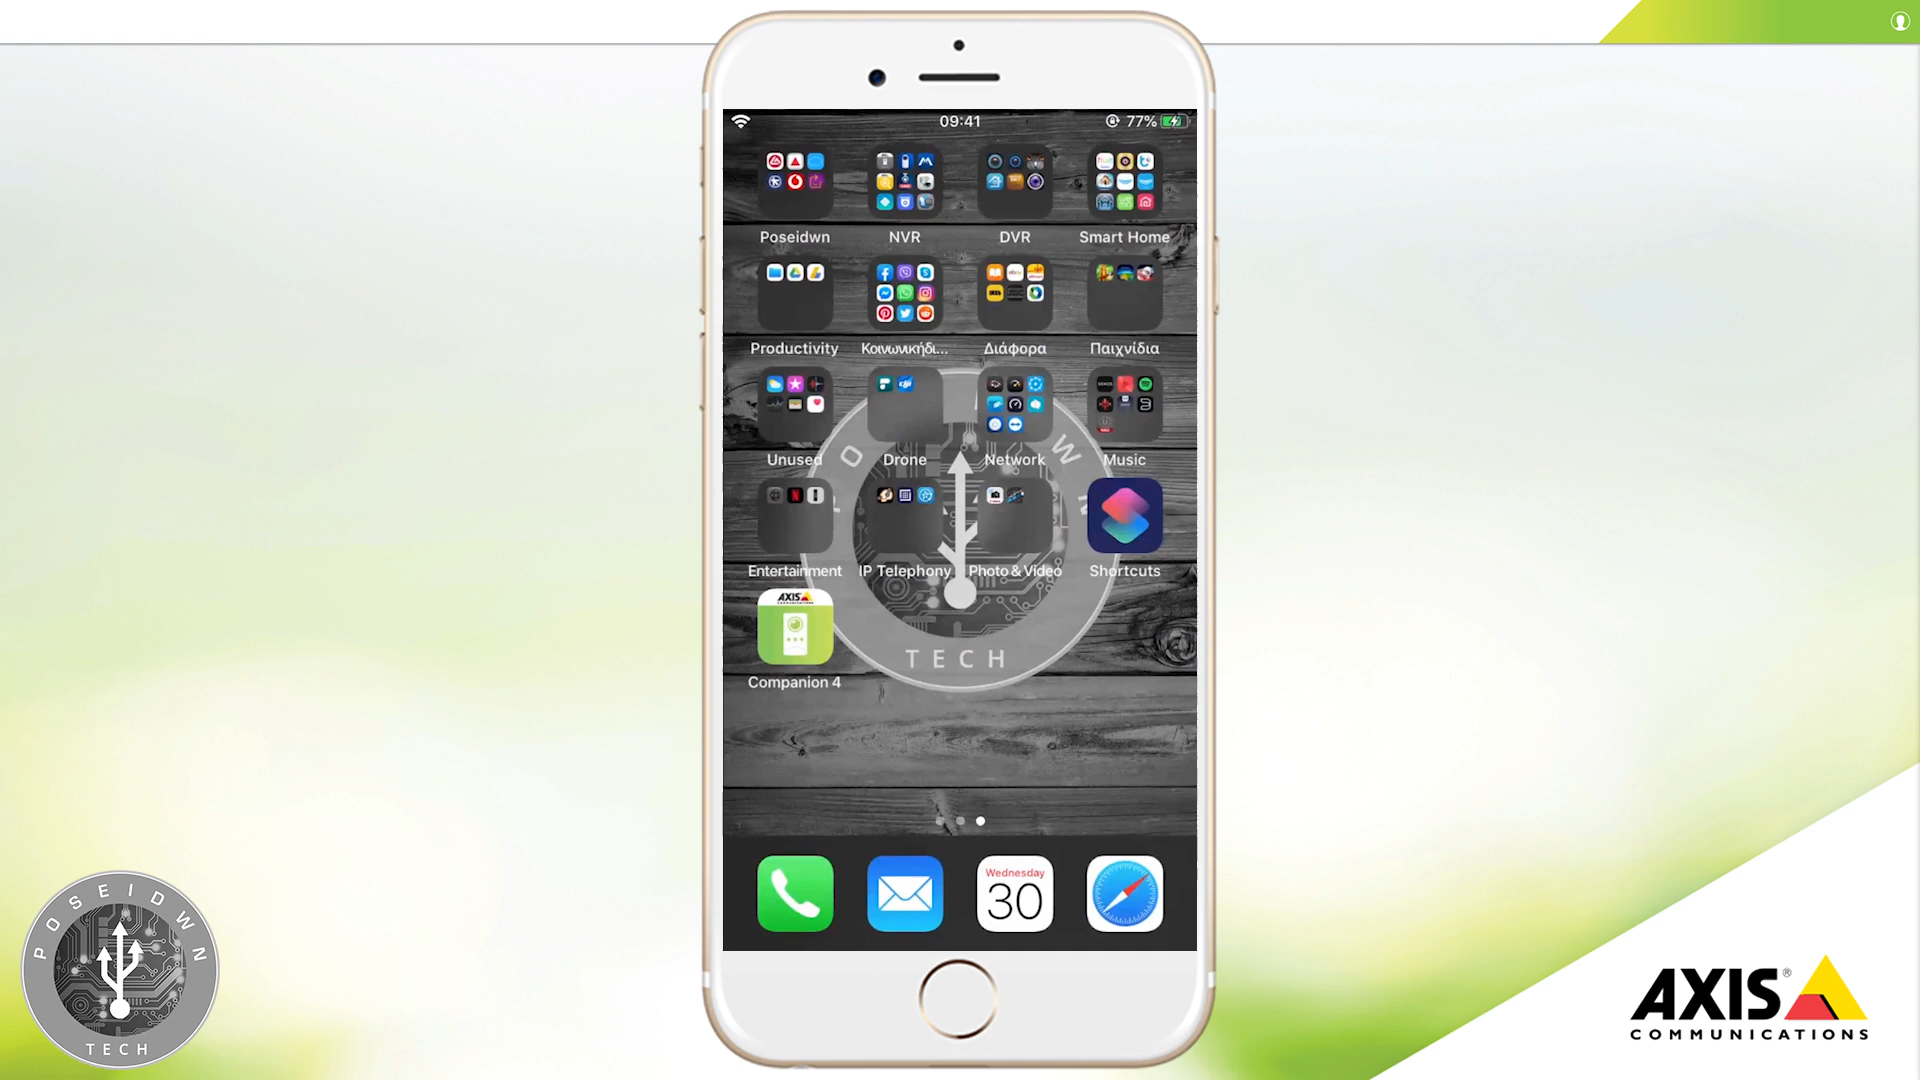 09:41
77%
Poseidwn
NVR
DVR
Smart Home
Productivity
Κοινωνικήδι...
Διάφορα
Παιχνίδια
Unused
Drone
Network
Music
Entertainment
IP Telephony
Photo & Video
Shortcuts
AXIS
Companion 4
TECH
Wednesday
30
POSEIDWN
TECH
AXIS®
COMMUNICATIONS